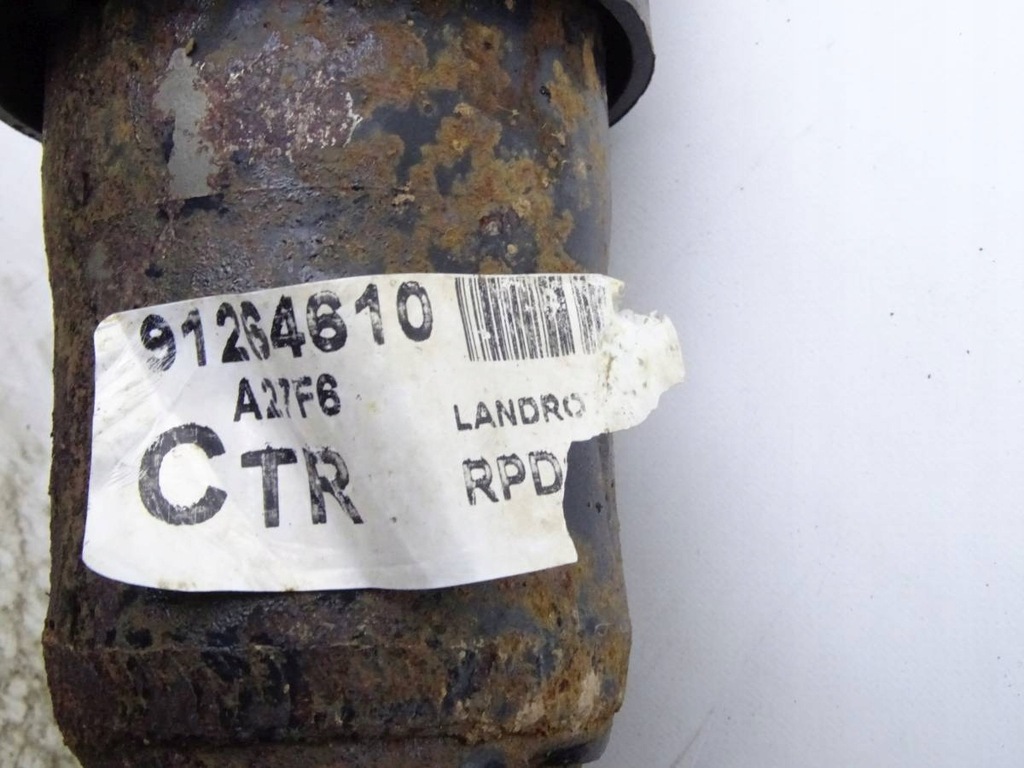 91264610
A27F6
CTR
LANDRO
RPD